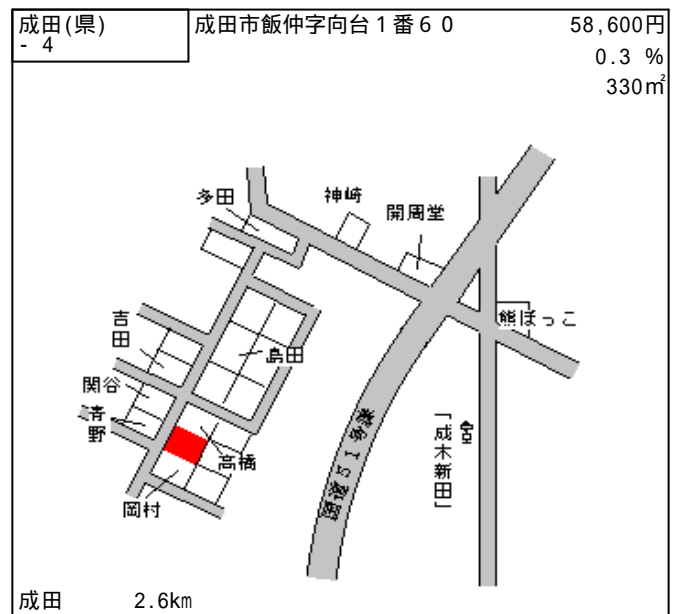 成田(県)
- 4
成田市飯仲字向台1番60
58,600円
0.3 %
330㎡
多田
神崎
開周堂
熊ぼっこ
吉田
島田
関谷
青野
高橋
岡村
国道51号線
「成木新田」
成田 2.6km